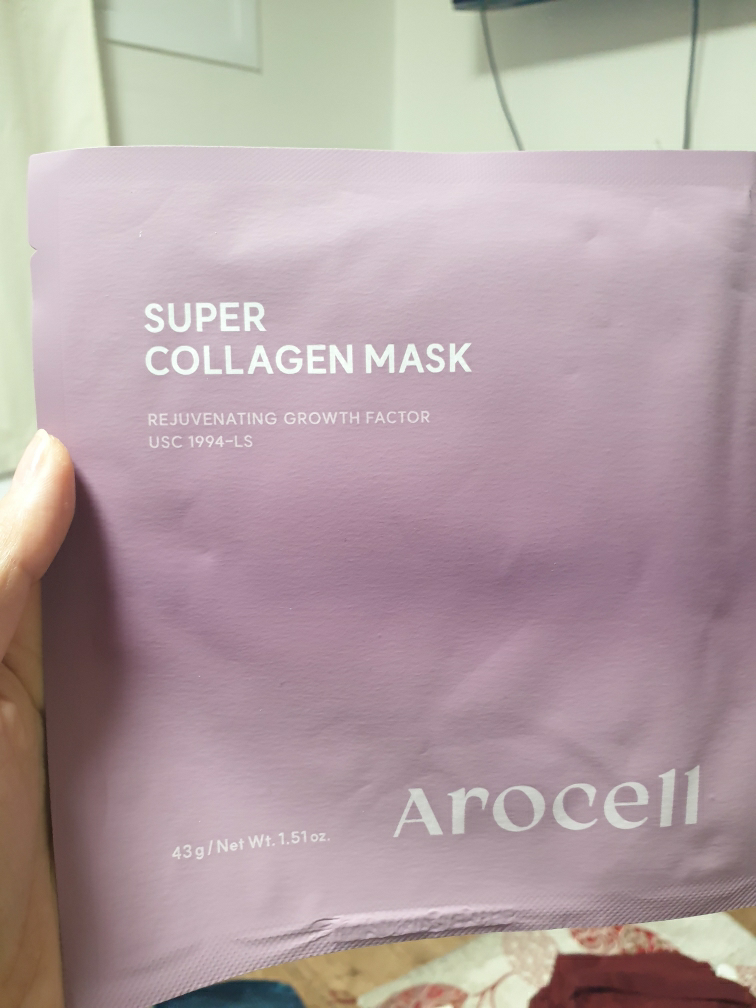 SUPER
COLLAGEN MASK
REJUVENATING GROWTH FACTOR
USC 1994-LS
43g/Net Wt. 1.51oz.
Arocell